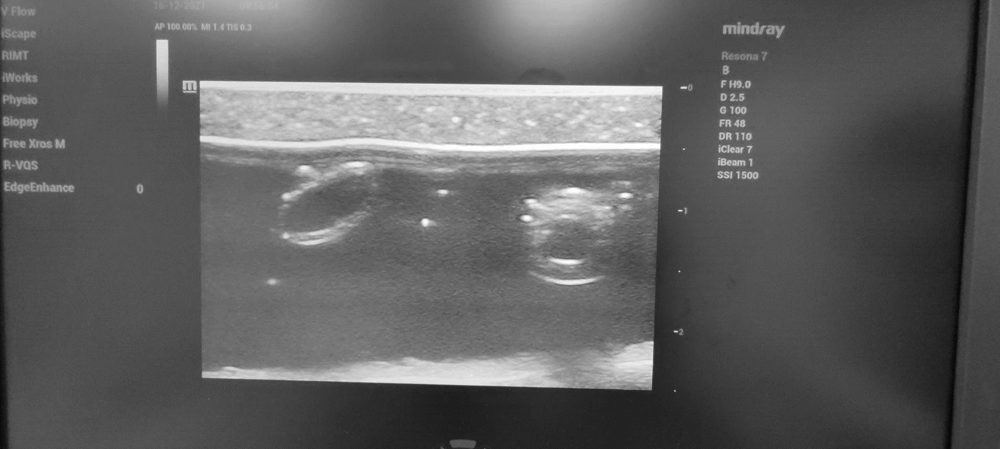 V Flow
iScape
RIMT
iWorks
Physio
Biopsy
Free Xros M
R-VQS
EdgeEnhance 0
16-12-2021
AP 100.00% MI 1.4 TIS 0.3
m
0
1
2
mindray
Resona 7
B
F H9.0
D 2.5
G 100
FR 48
DR 110
iClear 7
iBeam 1
SSI 1500